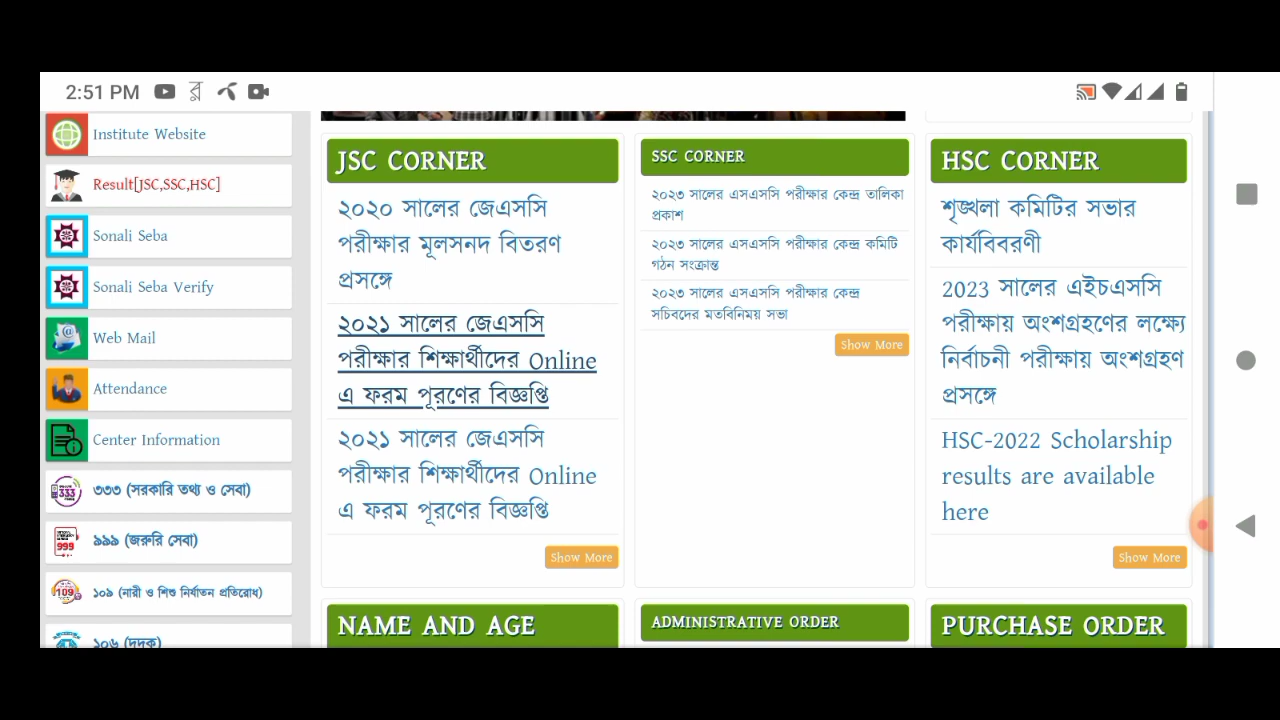 2:51 PM
Institute Website
Result[JSC,SSC,HSC]
Sonali Seba
Sonali Seba Verify
Web Mail
Attendance
Center Information
333
৩৩৩ (সরকারি তথ্য ও সেবা)
999
৯৯৯ (জরুরি সেবা)
109
১০৯ (নারী ও শিশু নির্যাতন প্রতিরোধ)
১০৬ (দুদক)
JSC CORNER
২০২০ সালের জেএসসি
পরীক্ষার মূলসনদ বিতরণ
প্রসঙ্গে
২০২১ সালের জেএসসি
পরীক্ষার শিক্ষার্থীদের Online
এ ফরম পূরণের বিজ্ঞপ্তি
২০২১ সালের জেএসসি
পরীক্ষার শিক্ষার্থীদের Online
এ ফরম পূরণের বিজ্ঞপ্তি
Show More
SSC CORNER
২০২৩ সালের এসএসসি পরীক্ষার কেন্দ্র তালিকা
প্রকাশ
২০২৩ সালের এসএসসি পরীক্ষার কেন্দ্র কমিটি
গঠন সংক্রান্ত
২০২৩ সালের এসএসসি পরীক্ষার কেন্দ্র
সচিবদের মতবিনিময় সভা
Show More
HSC CORNER
শৃঙ্খলা কমিটির সভার
কার্যবিবরণী
2023 সালের এইচএসসি
পরীক্ষায় অংশগ্রহণের লক্ষ্যে
নির্বাচনী পরীক্ষায় অংশগ্রহণ
প্রসঙ্গে
HSC-2022 Scholarship
results are available
here
Show More
NAME AND AGE
ADMINISTRATIVE ORDER
PURCHASE ORDER